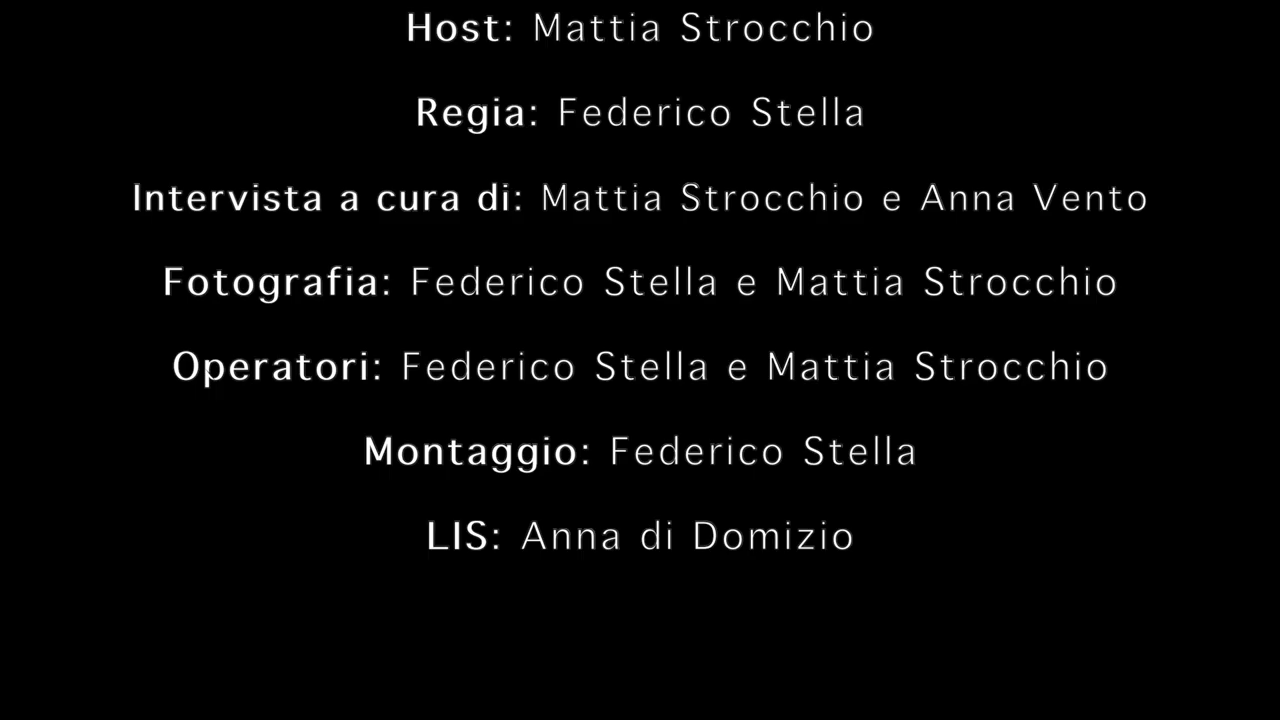 Host: Mattia Strocchio
Regia: Federico Stella
Intervista a cura di: Mattia Strocchio e Anna Vento
Fotografia: Federico Stella e Mattia Strocchio
Operatori: Federico Stella e Mattia Strocchio
Montaggio: Federico Stella
LIS: Anna di Domizio